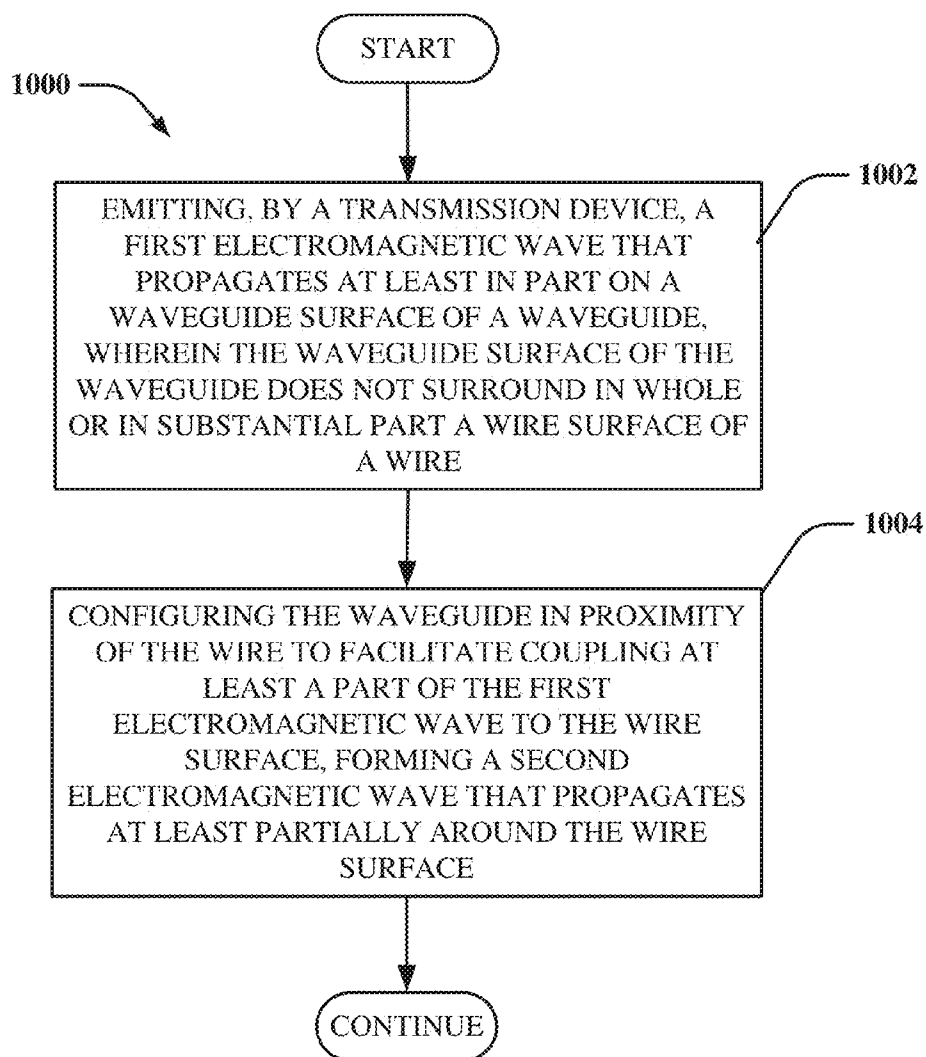 START
1000
1002
EMITTING, BY A TRANSMISSION DEVICE, A
FIRST ELECTROMAGNETIC WAVE THAT
PROPAGATES AT LEAST IN PART ON A
WAVEGUIDE SURFACE OF A WAVEGUIDE,
WHEREIN THE WAVEGUIDE SURFACE OF THE
WAVEGUIDE DOES NOT SURROUND IN WHOLE
OR IN SUBSTANTIAL PART A WIRE SURFACE OF
A WIRE
1004
CONFIGURING THE WAVEGUIDE IN PROXIMITY
OF THE WIRE TO FACILITATE COUPLING AT
LEAST A PART OF THE FIRST
ELECTROMAGNETIC WAVE TO THE WIRE
SURFACE, FORMING A SECOND
ELECTROMAGNETIC WAVE THAT PROPAGATES
AT LEAST PARTIALLY AROUND THE WIRE
SURFACE
CONTINUE